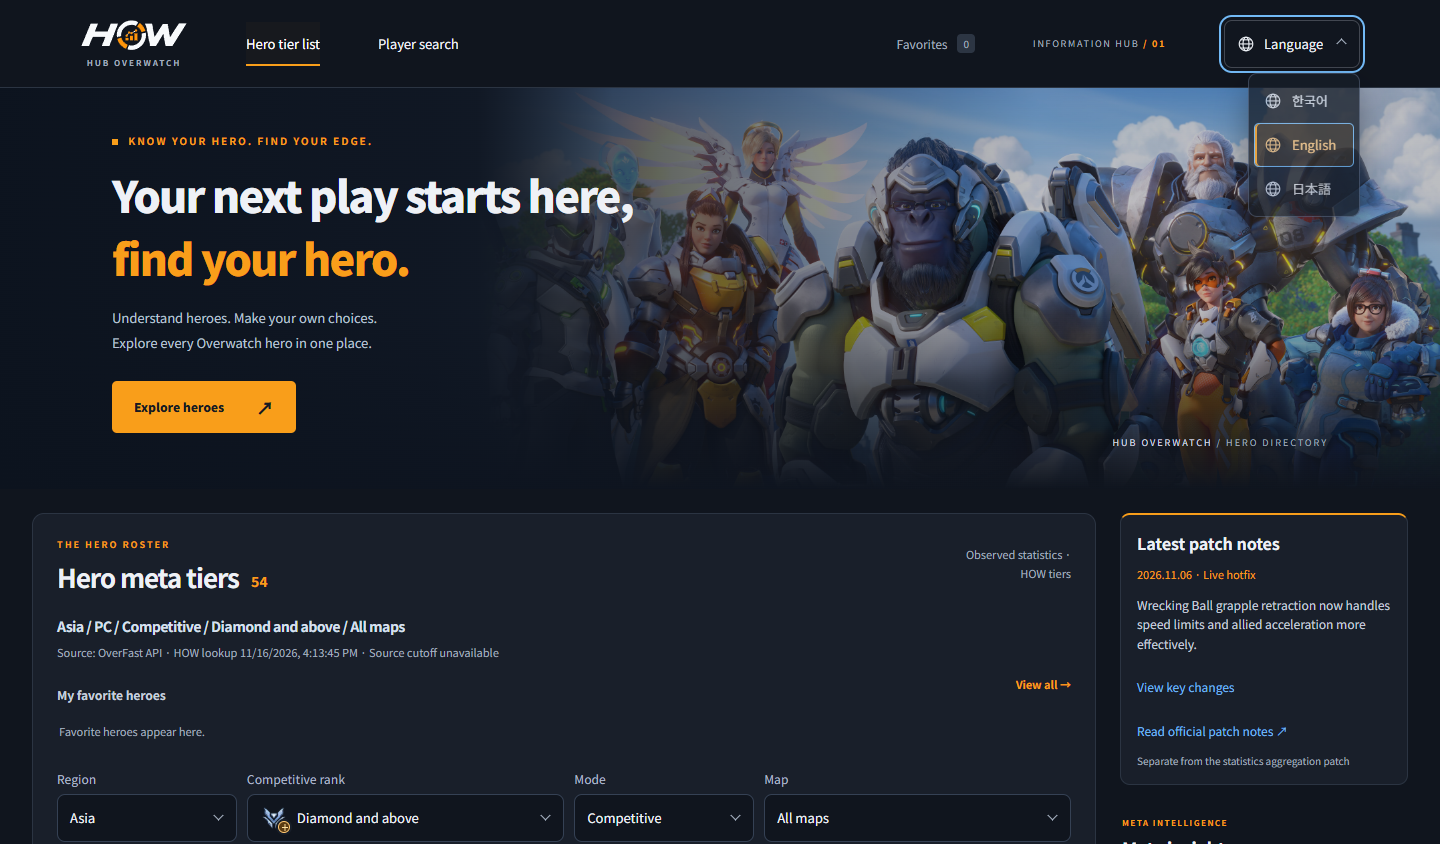 HOW
HUB OVERWATCH
Hero tier list
Player search
Favorites 0
INFORMATION HUB / 01
Language
한국어
English
日本語
KNOW YOUR HERO. FIND YOUR EDGE.
Your next play starts here,
find your hero.
Understand heroes. Make your own choices.
Explore every Overwatch hero in one place.
Explore heroes ↗
08
HUB OVERWATCH / HERO DIRECTORY
THE HERO ROSTER
Hero meta tiers 54
Observed statistics ·
HOW tiers
Asia / PC / Competitive / Diamond and above / All maps
Source: OverFast API · HOW lookup 11/16/2026, 4:13:45 PM · Source cutoff unavailable
My favorite heroes
View all →
Favorite heroes appear here.
Region
Competitive rank
Mode
Map
Asia
Diamond and above
Competitive
All maps
Latest patch notes
2026.11.06 · Live hotfix
Wrecking Ball grapple retraction now handles
speed limits and allied acceleration more
effectively.
View key changes
Read official patch notes ↗
Separate from the statistics aggregation patch
META INTELLIGENCE